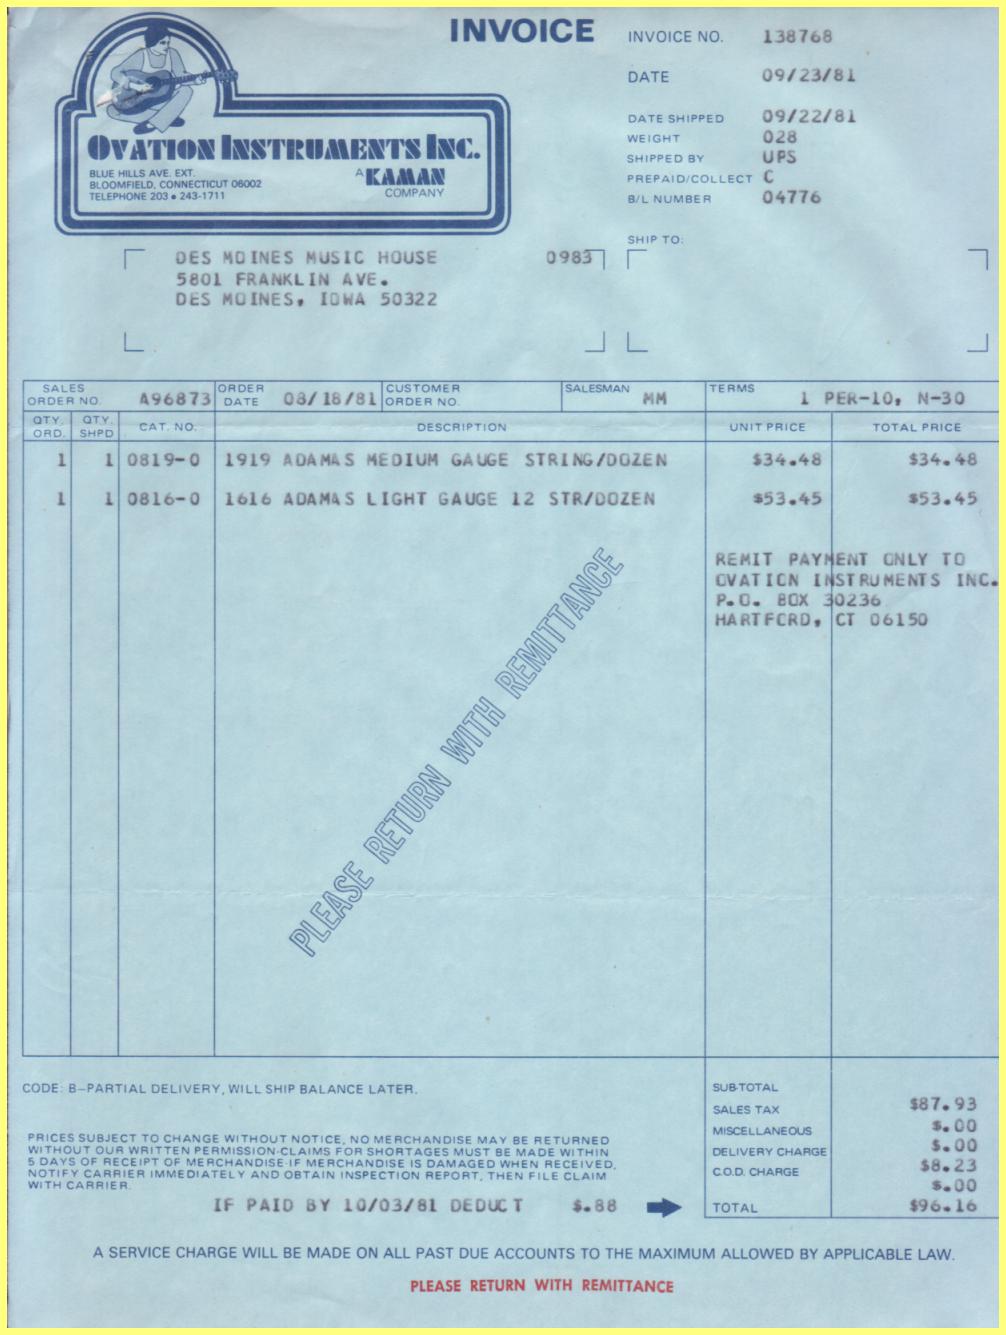 INVOICE
INVOICE NO. 138768
DATE 09/23/81
DATE SHIPPED 09/22/81
WEIGHT 028
SHIPPED BY UPS
PREPAID/COLLECT C
B/L NUMBER 04776
OVATION INSTRUMENTS INC.
BLUE HILLS AVE. EXT.
BLOOMFIELD, CONNECTICUT 06002
TELEPHONE 203 • 243-1711
A KAMAN COMPANY
SHIP TO:
DES MOINES MUSIC HOUSE 0983
5801 FRANKLIN AVE.
DES MOINES, IOWA 50322
SALES ORDER NO. A96873 ORDER DATE 08/18/81 CUSTOMER ORDER NO. SALESMAN MM TERMS 1 PER-10, N-30
QTY. ORD. QTY. SHPD CAT. NO. DESCRIPTION UNIT PRICE TOTAL PRICE
1 1 0819-0 1919 ADAMAS MEDIUM GAUGE STRING/DOZEN $34.48 $34.48
1 1 0816-0 1616 ADAMAS LIGHT GAUGE 12 STR/DOZEN $53.45 $53.45
REMIT PAYMENT ONLY TO
OVATION INSTRUMENTS INC.
P.O. BOX 30236
HARTFORD, CT 06150
PLEASE RETURN WITH REMITTANCE
CODE: B-PARTIAL DELIVERY, WILL SHIP BALANCE LATER.
SUB-TOTAL $87.93
SALES TAX $.00
MISCELLANEOUS $.00
DELIVERY CHARGE $8.23
C.O.D. CHARGE $.00
PRICES SUBJECT TO CHANGE WITHOUT NOTICE, NO MERCHANDISE MAY BE RETURNED
WITHOUT OUR WRITTEN PERMISSION-CLAIMS FOR SHORTAGES MUST BE MADE WITHIN
5 DAYS OF RECEIPT OF MERCHANDISE-IF MERCHANDISE IS DAMAGED WHEN RECEIVED,
NOTIFY CARRIER IMMEDIATELY AND OBTAIN INSPECTION REPORT, THEN FILE CLAIM
WITH CARRIER.
IF PAID BY 10/03/81 DEDUCT $.88 TOTAL $96.16
A SERVICE CHARGE WILL BE MADE ON ALL PAST DUE ACCOUNTS TO THE MAXIMUM ALLOWED BY APPLICABLE LAW.
PLEASE RETURN WITH REMITTANCE